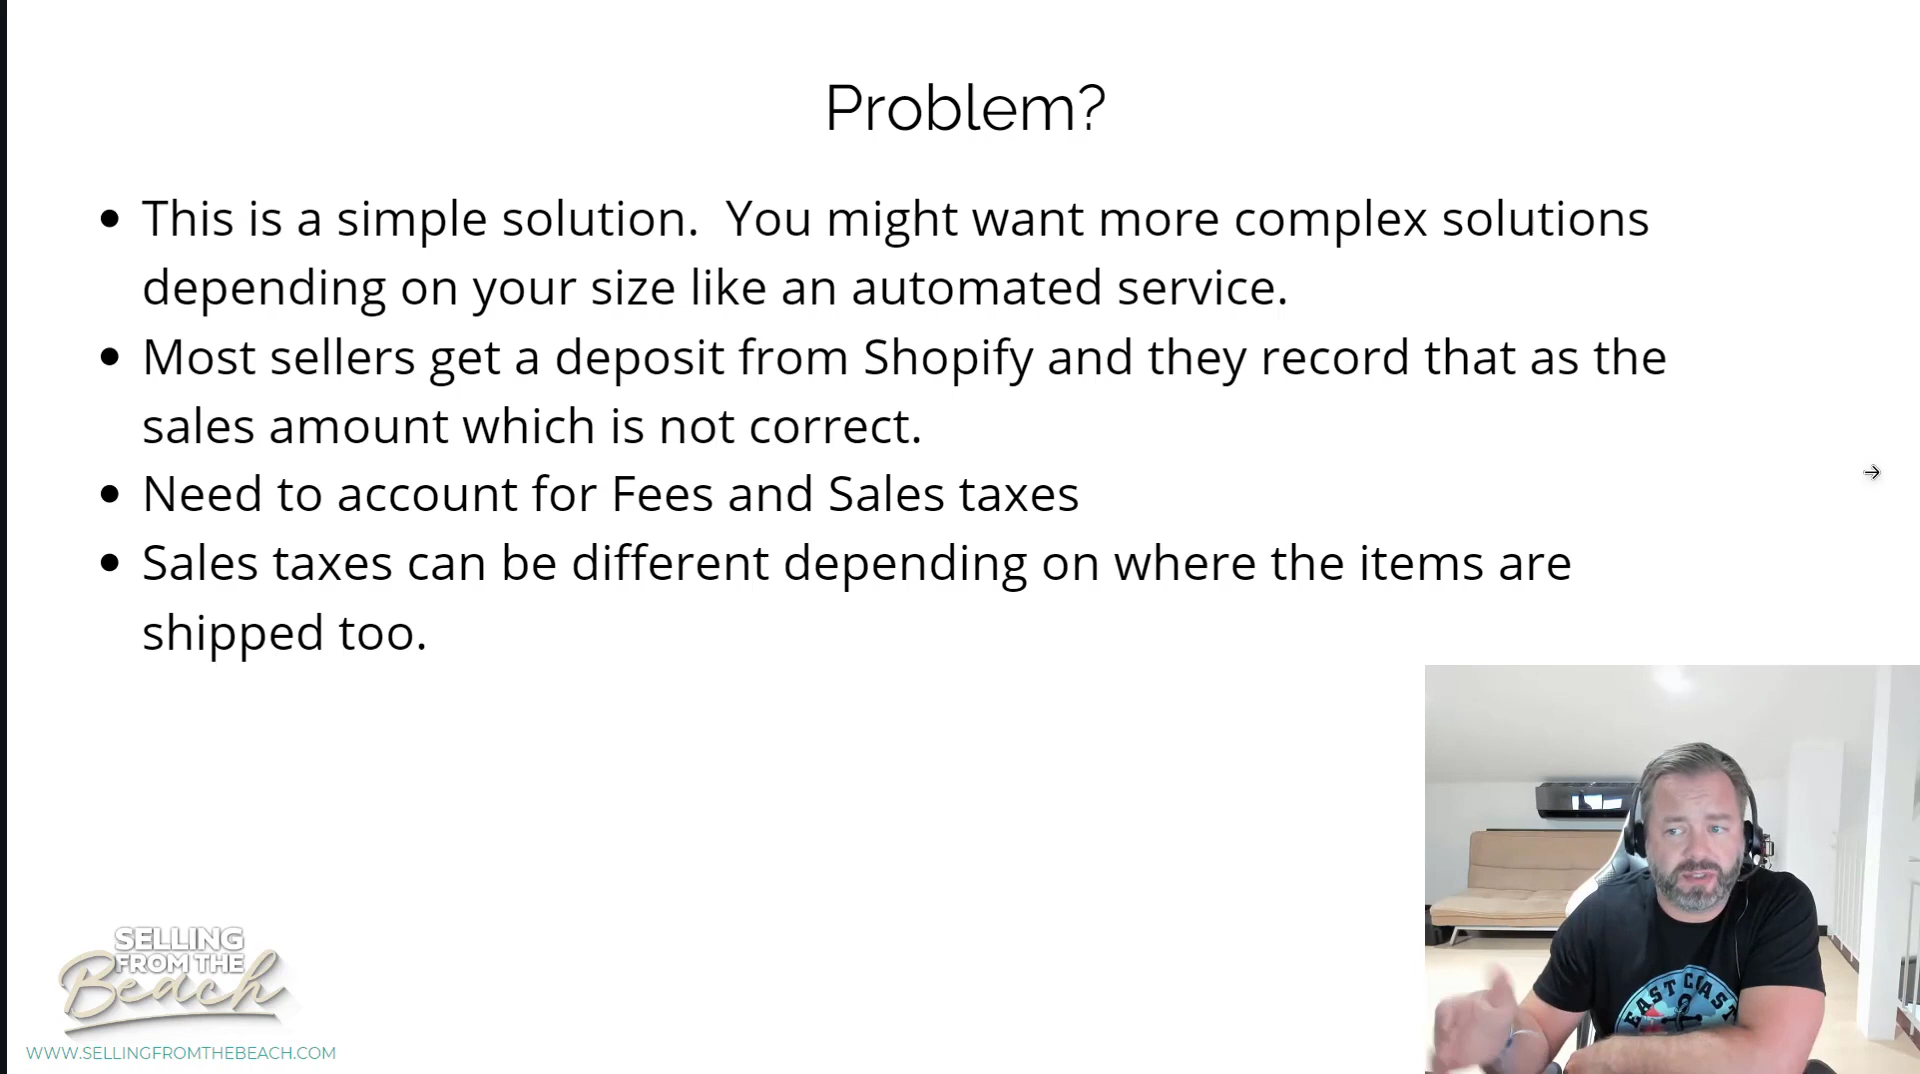 Problem?
• This is a simple solution.  You might want more complex solutions
depending on your size like an automated service.
• Most sellers get a deposit from Shopify and they record that as the
sales amount which is not correct.
• Need to account for Fees and Sales taxes
• Sales taxes can be different depending on where the items are
shipped too.
SELLING
FROM THE
Beach
WWW.SELLINGFROMTHEBEACH.COM
EAST COAST